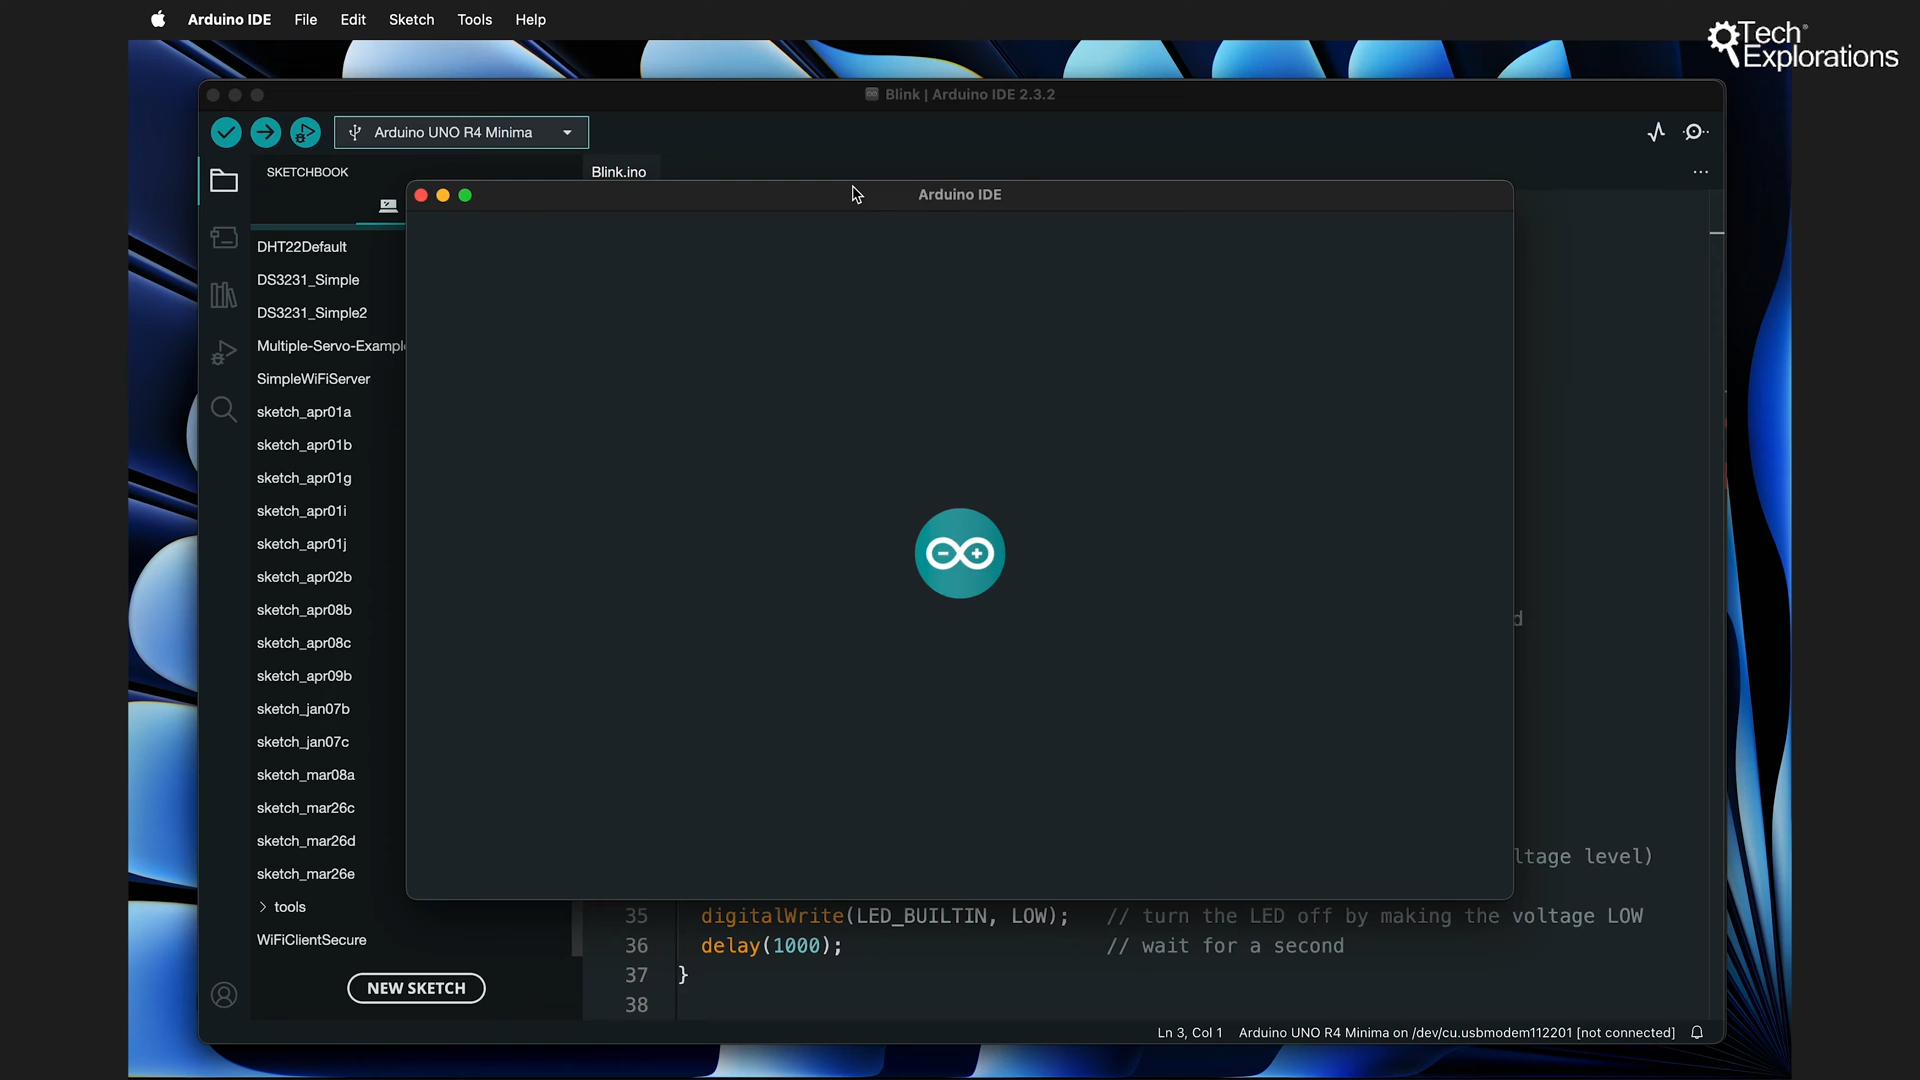 Arduino IDE File Edit Sketch Tools Help
Tech
Explorations
Blink | Arduino IDE 2.3.2
Arduino UNO R4 Minima
SKETCHBOOK
Blink.ino
Arduino IDE
DHT22Default
DS3231_Simple
DS3231_Simple2
Multiple-Servo-Example
SimpleWiFiServer
sketch_apr01a
sketch_apr01b
sketch_apr01g
sketch_apr01i
sketch_apr01j
sketch_apr02b
sketch_apr08b
sketch_apr08c
sketch_apr09b
sketch_jan07b
sketch_jan07c
sketch_mar08a
sketch_mar26c
sketch_mar26d
sketch_mar26e
tools
WiFiClientSecure
NEW SKETCH
d
ltage level)
35 digitalWrite(LED_BUILTIN, LOW); // turn the LED off by making the voltage LOW
36 delay(1000); // wait for a second
37 }
38
Ln 3, Col 1 Arduino UNO R4 Minima on /dev/cu.usbmodem112201 [not connected]